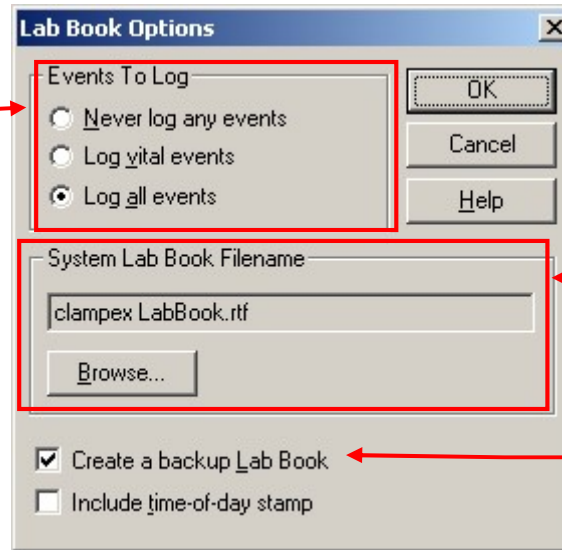 Lab Book Options
Events To Log
Never log any events
Log vital events
Log all events
OK
Cancel
Help
System Lab Book Filename
clampex LabBook.rtf
Browse...
Create a backup Lab Book
Include time-of-day stamp